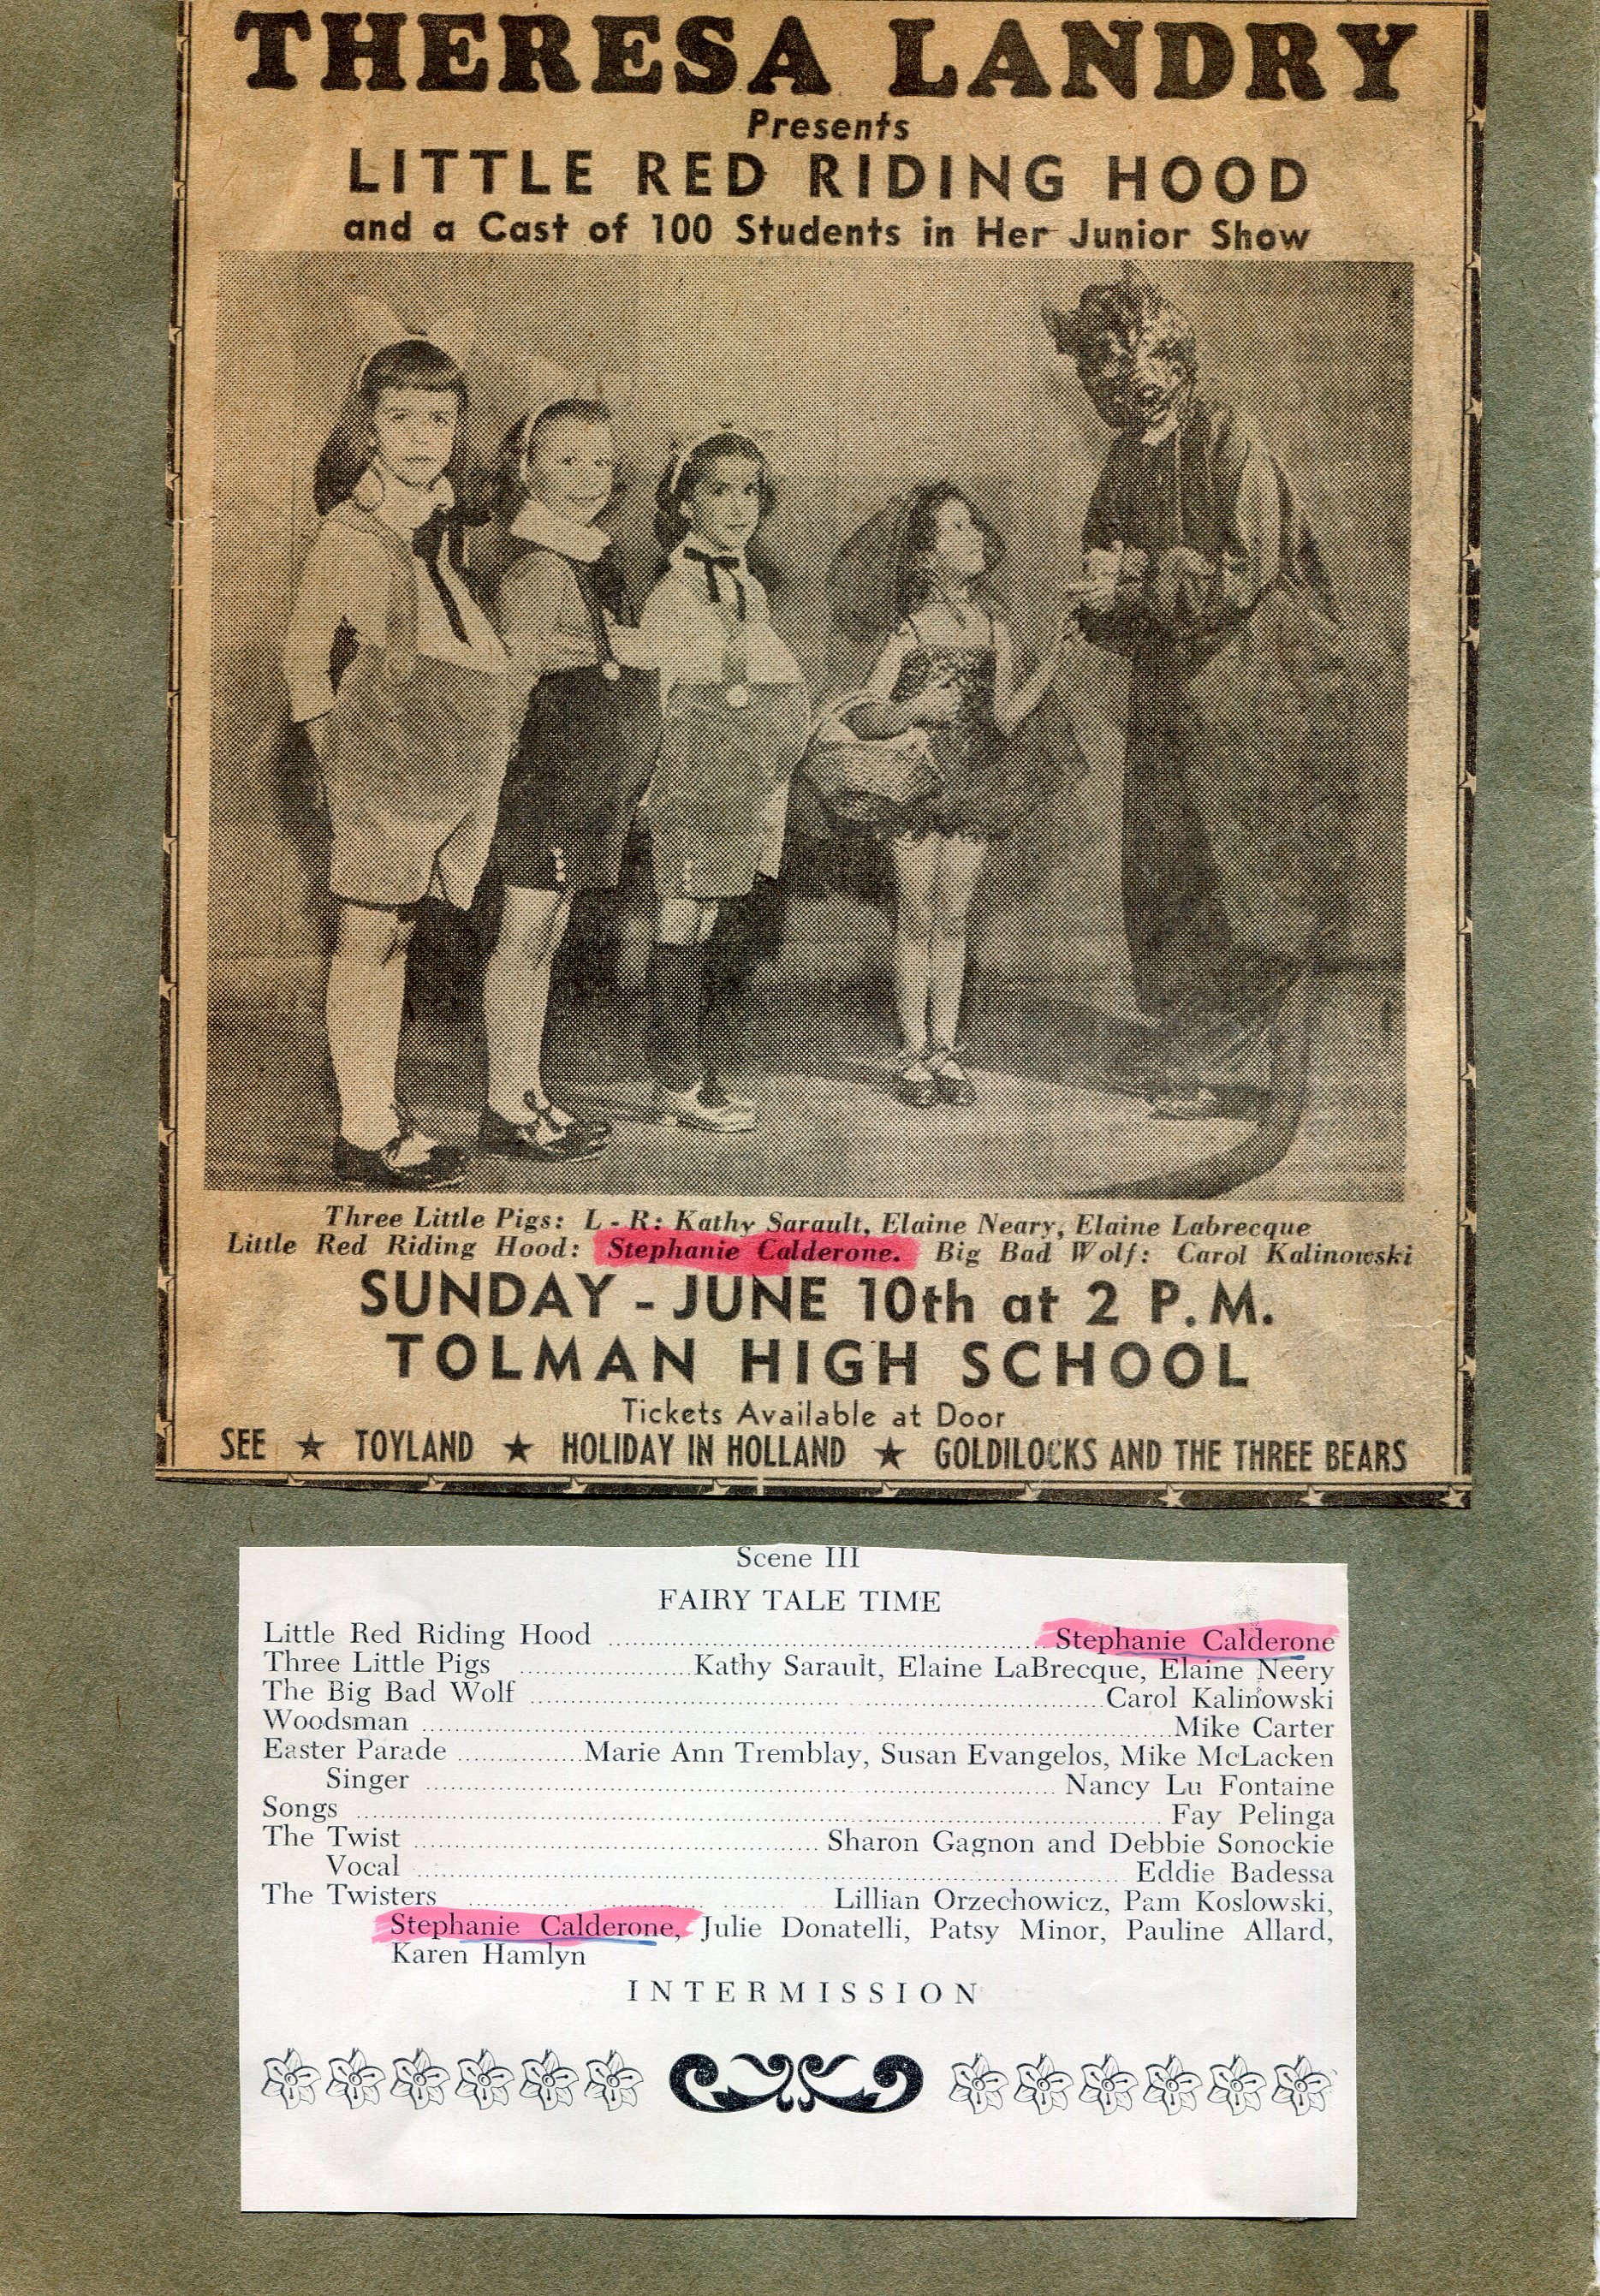 THERESA LANDRY
Presents
LITTLE RED RIDING HOOD
and a Cast of 100 Students in Her Junior Show
Three Little Pigs: L - R: Kathy Sarault, Elaine Neary, Elaine Labrecque
Little Red Riding Hood: Stephanie Calderone. Big Bad Wolf: Carol Kalinowski
SUNDAY - JUNE 10th at 2 P.M.
TOLMAN HIGH SCHOOL
Tickets Available at Door
SEE ★ TOYLAND ★ HOLIDAY IN HOLLAND ★ GOLDILOCKS AND THE THREE BEARS
Scene III
FAIRY TALE TIME
Little Red Riding Hood ........ Stephanie Calderone
Three Little Pigs ........ Kathy Sarault, Elaine LaBrecque, Elaine Neery
The Big Bad Wolf ........ Carol Kalinowski
Woodsman ........ Mike Carter
Easter Parade ........ Marie Ann Tremblay, Susan Evangelos, Mike McLacken
Singer ........ Nancy Lu Fontaine
Songs ........ Fay Pelinga
The Twist ........ Sharon Gagnon and Debbie Sonockie
Vocal ........ Eddie Badessa
The Twisters ........ Lillian Orzechowicz, Pam Koslowski,
Stephanie Calderone, Julie Donatelli, Patsy Minor, Pauline Allard,
Karen Hamlyn
INTERMISSION